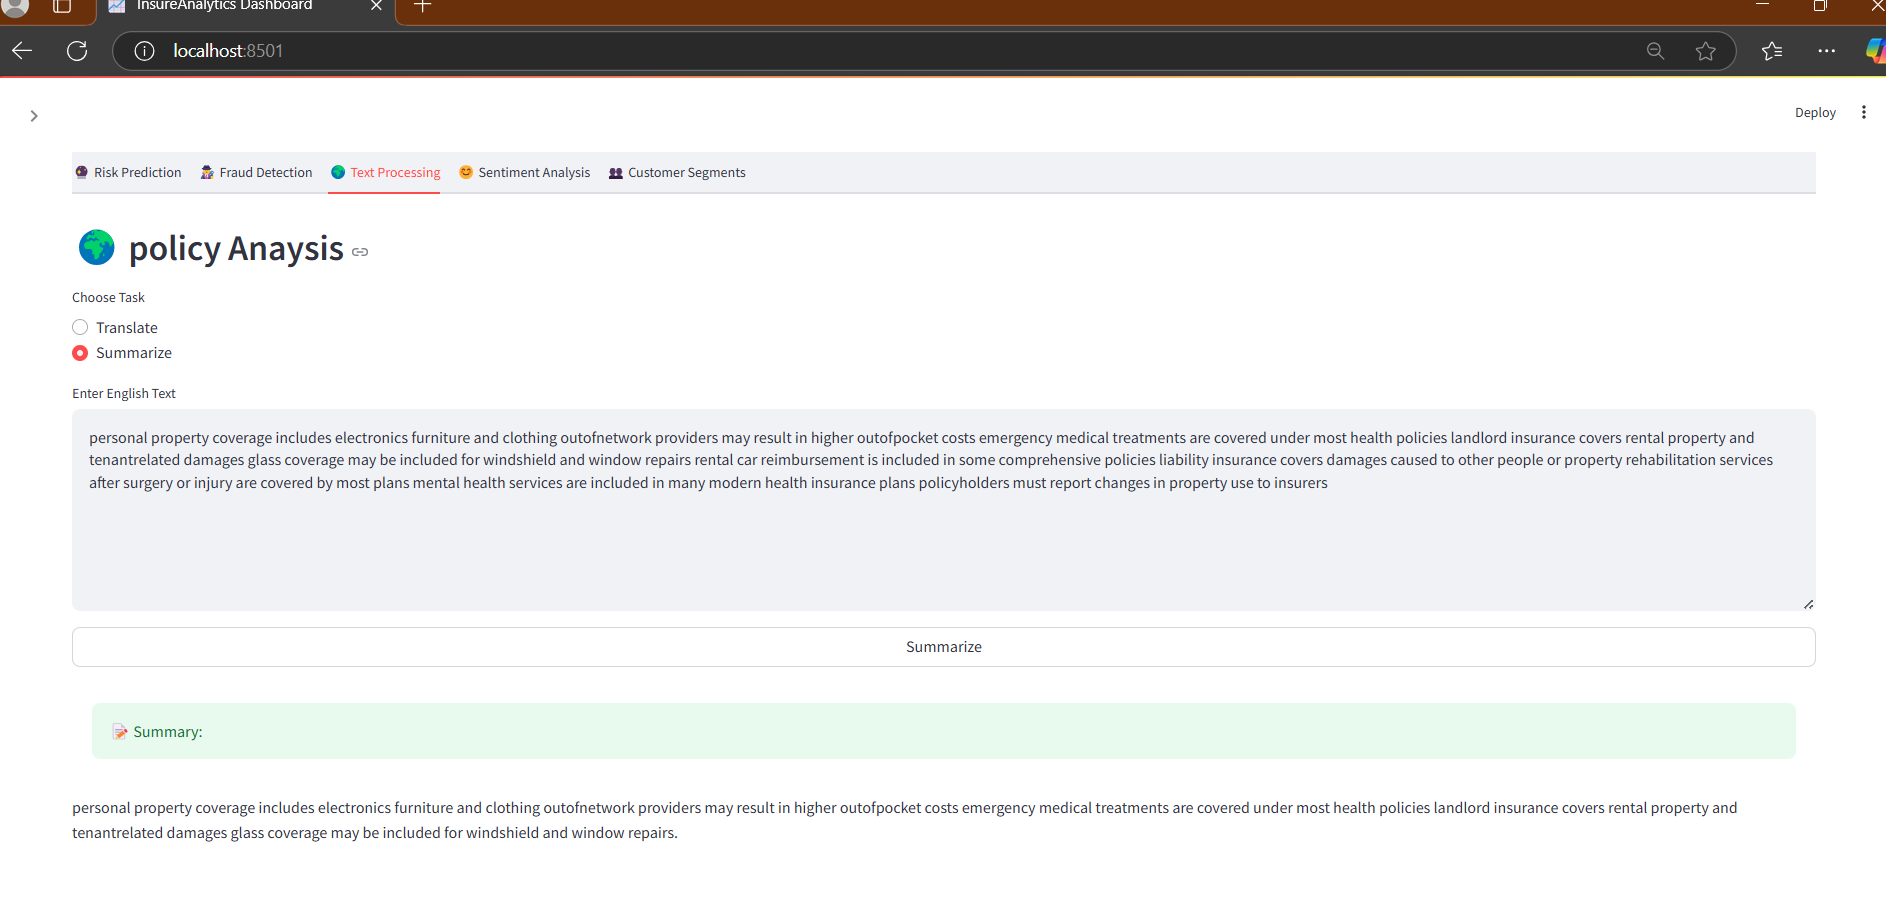 InsureAnalytics Dashboard
localhost:8501
Deploy
Risk Prediction Fraud Detection Text Processing Sentiment Analysis Customer Segments
policy Anaysis
Choose Task
Translate
Summarize
Enter English Text
personal property coverage includes electronics furniture and clothing outofnetwork providers may result in higher outofpocket costs emergency medical treatments are covered under most health policies landlord insurance covers rental property and
tenantrelated damages glass coverage may be included for windshield and window repairs rental car reimbursement is included in some comprehensive policies liability insurance covers damages caused to other people or property rehabilitation services
after surgery or injury are covered by most plans mental health services are included in many modern health insurance plans policyholders must report changes in property use to insurers
Summarize
Summary:
personal property coverage includes electronics furniture and clothing outofnetwork providers may result in higher outofpocket costs emergency medical treatments are covered under most health policies landlord insurance covers rental property and
tenantrelated damages glass coverage may be included for windshield and window repairs.